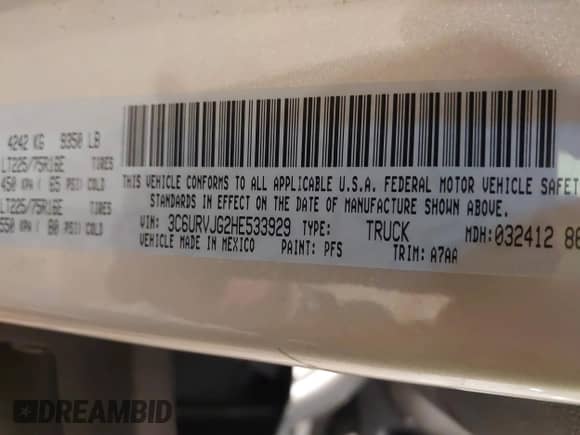 4242 KG 9350 LB
LT225/75R16E TIRES
450 KPA / 65 PSI COLD
LT225/75R16E TIRES
550 KPA / 80 PSI COLD
THIS VEHICLE CONFORMS TO ALL APPLICABLE U.S.A. FEDERAL MOTOR VEHICLE SAFET
STANDARDS IN EFFECT ON THE DATE OF MANUFACTURE SHOWN ABOVE.
VIN: 3C6URVJG2HE533929 TYPE: TRUCK MDH:032412 86
VEHICLE MADE IN MEXICO PAINT: PFS TRIM: A7AA
DREAMBID